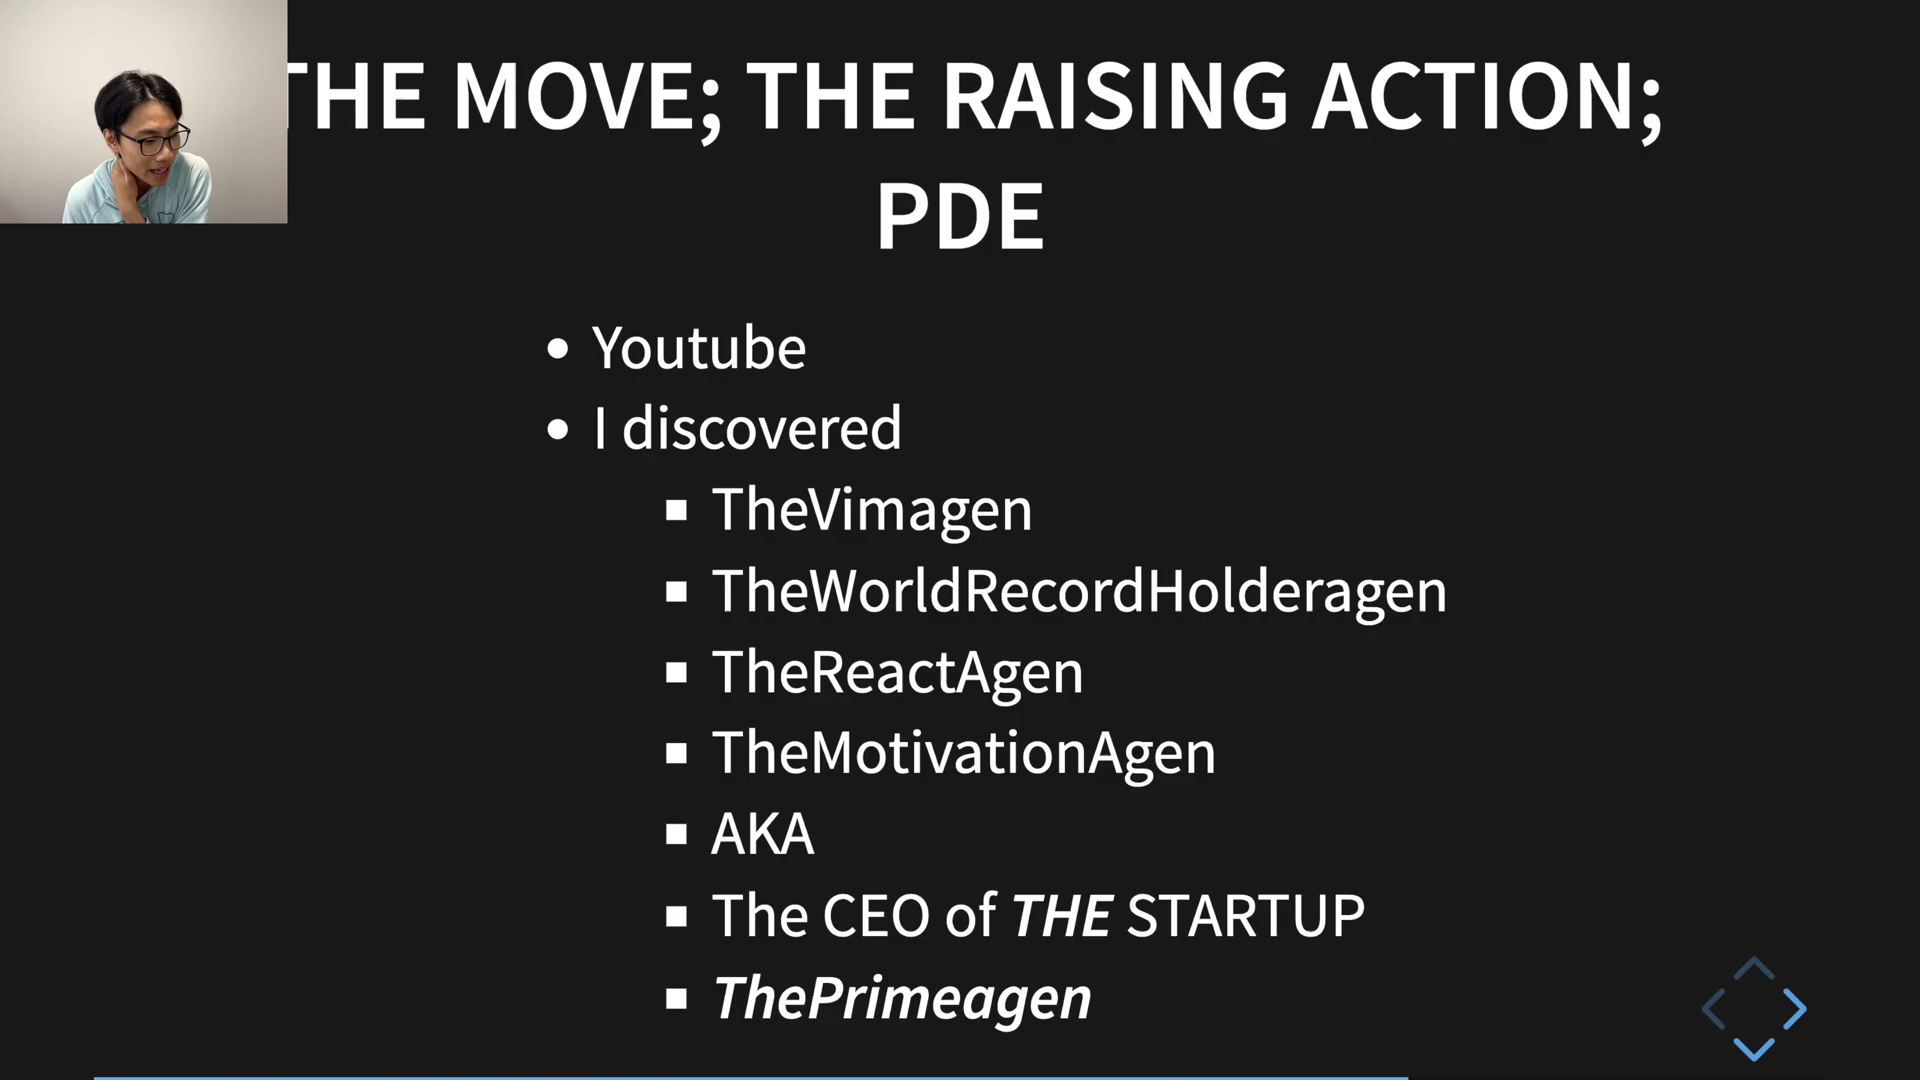 THE MOVE; THE RAISING ACTION;
PDE
Youtube
I discovered
TheVimagen
TheWorldRecordHolderagen
TheReactAgen
TheMotivationAgen
AKA
The CEO of THE STARTUP
ThePrimeagen